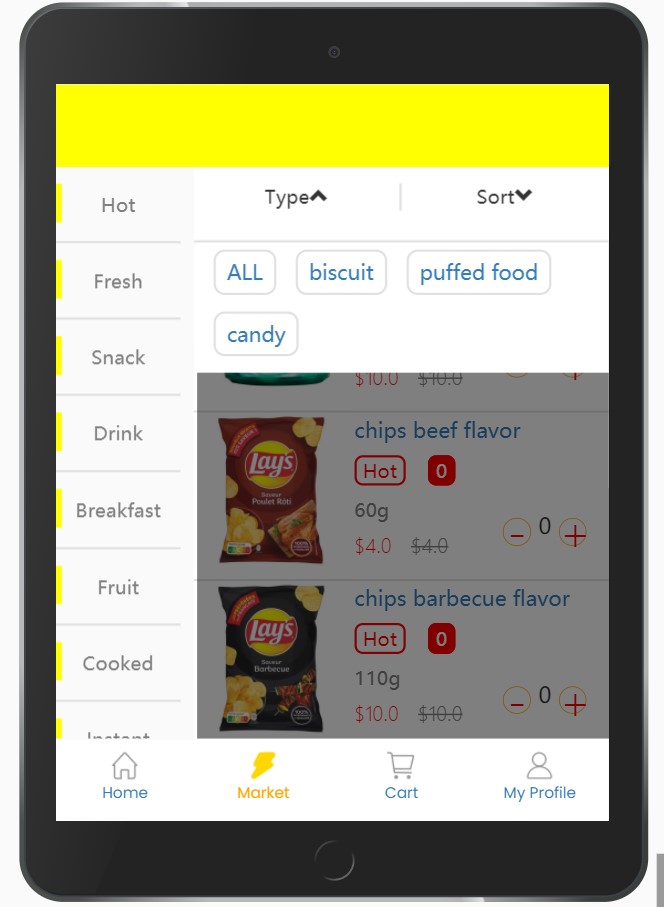 Hot
Fresh
Snack
Drink
Breakfast
Fruit
Cooked
Instant
Type
Sort
ALL
biscuit
puffed food
candy
$10.0 $10.0
chips beef flavor
Hot 0
60g
$4.0 $4.0
0
Lay's
Saveur
Poulet Rôti
chips barbecue flavor
Hot 0
110g
$10.0 $10.0
0
Lay's
Saveur
Barbecue
Home
Market
Cart
My Profile